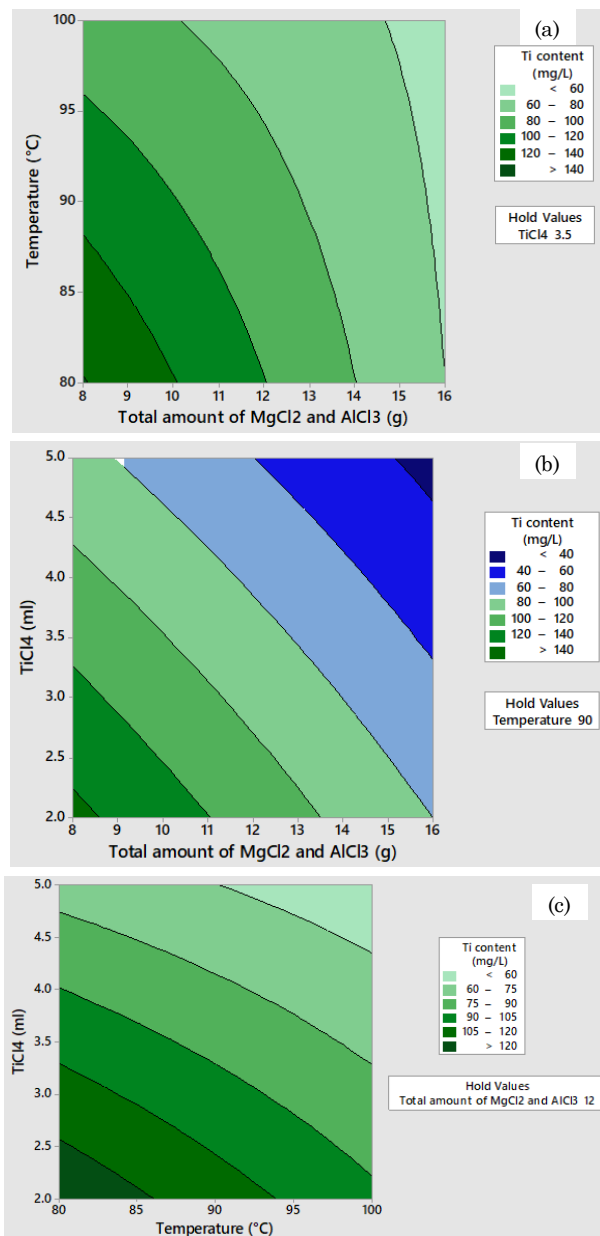 (a)
100
95
90
85
80
Temperature (°C)
8 9 10 11 12 13 14 15 16
Total amount of MgCl2 and AlCl3 (g)
Ti content
(mg/L)
< 60
60 – 80
80 – 100
100 – 120
120 – 140
> 140
Hold Values
TiCl4 3.5
(b)
5.0
4.5
4.0
3.5
3.0
2.5
2.0
TiCl4 (ml)
8 9 10 11 12 13 14 15 16
Total amount of MgCl2 and AlCl3 (g)
Ti content
(mg/L)
< 40
40 – 60
60 – 80
80 – 100
100 – 120
120 – 140
> 140
Hold Values
Temperature 90
(c)
5.0
4.5
4.0
3.5
3.0
2.5
2.0
TiCl4 (ml)
80 85 90 95 100
Temperature (°C)
Ti content
(mg/L)
< 60
60 – 75
75 – 90
90 – 105
105 – 120
> 120
Hold Values
Total amount of MgCl2 and AlCl3 12